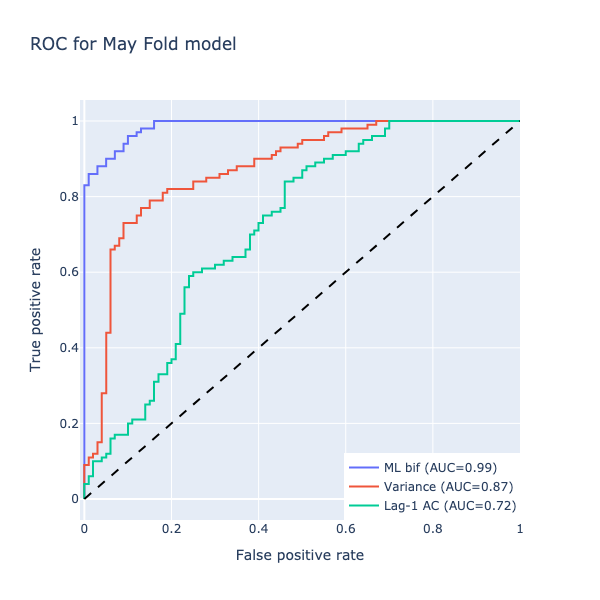 ROC for May Fold model
True positive rate
1
0.8
0.6
0.4
0.2
0
ML bif (AUC=0.99)
Variance (AUC=0.87)
Lag-1 AC (AUC=0.72)
0 0.2 0.4 0.6 0.8 1
False positive rate